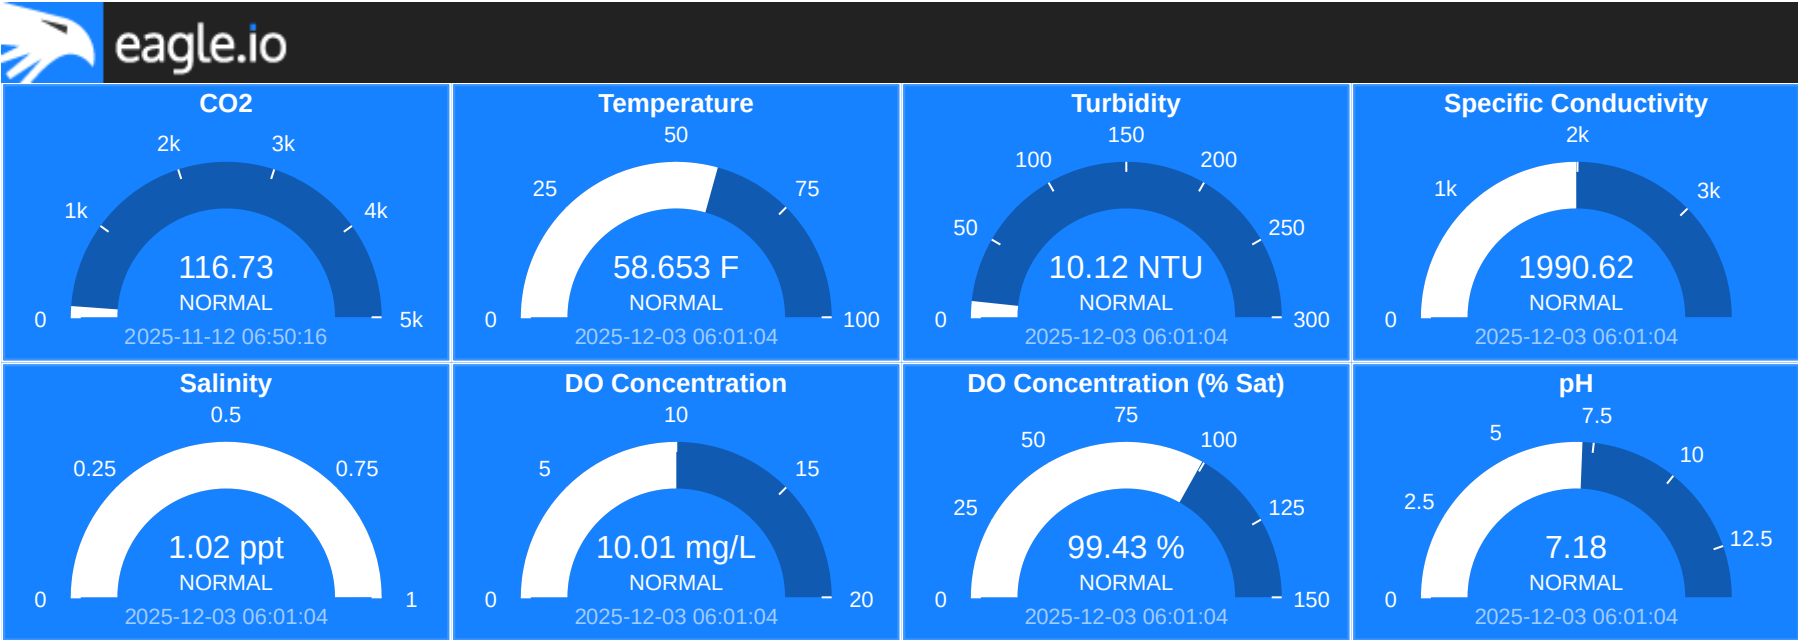 eagle.io
CO2
0
1k
2k
3k
4k
5k
116.73
NORMAL
2025-11-12 06:50:16
Temperature
0
25
50
75
100
58.653 F
NORMAL
2025-12-03 06:01:04
Turbidity
0
50
100
150
200
250
300
10.12 NTU
NORMAL
2025-12-03 06:01:04
Specific Conductivity
0
1k
2k
3k
1990.62
NORMAL
2025-12-03 06:01:04
Salinity
0
0.25
0.5
0.75
1
1.02 ppt
NORMAL
2025-12-03 06:01:04
DO Concentration
0
5
10
15
20
10.01 mg/L
NORMAL
2025-12-03 06:01:04
DO Concentration (% Sat)
0
25
50
75
100
125
150
99.43 %
NORMAL
2025-12-03 06:01:04
pH
0
2.5
5
7.5
10
12.5
7.18
NORMAL
2025-12-03 06:01:04